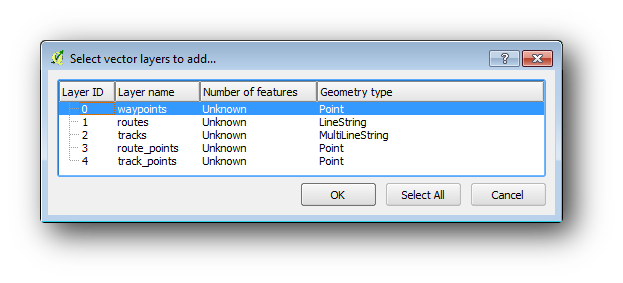 Select vector layers to add...
Layer ID Layer name Number of features Geometry type
0 waypoints Unknown Point
1 routes Unknown LineString
2 tracks Unknown MultiLineString
3 route_points Unknown Point
4 track_points Unknown Point
OK Select All Cancel